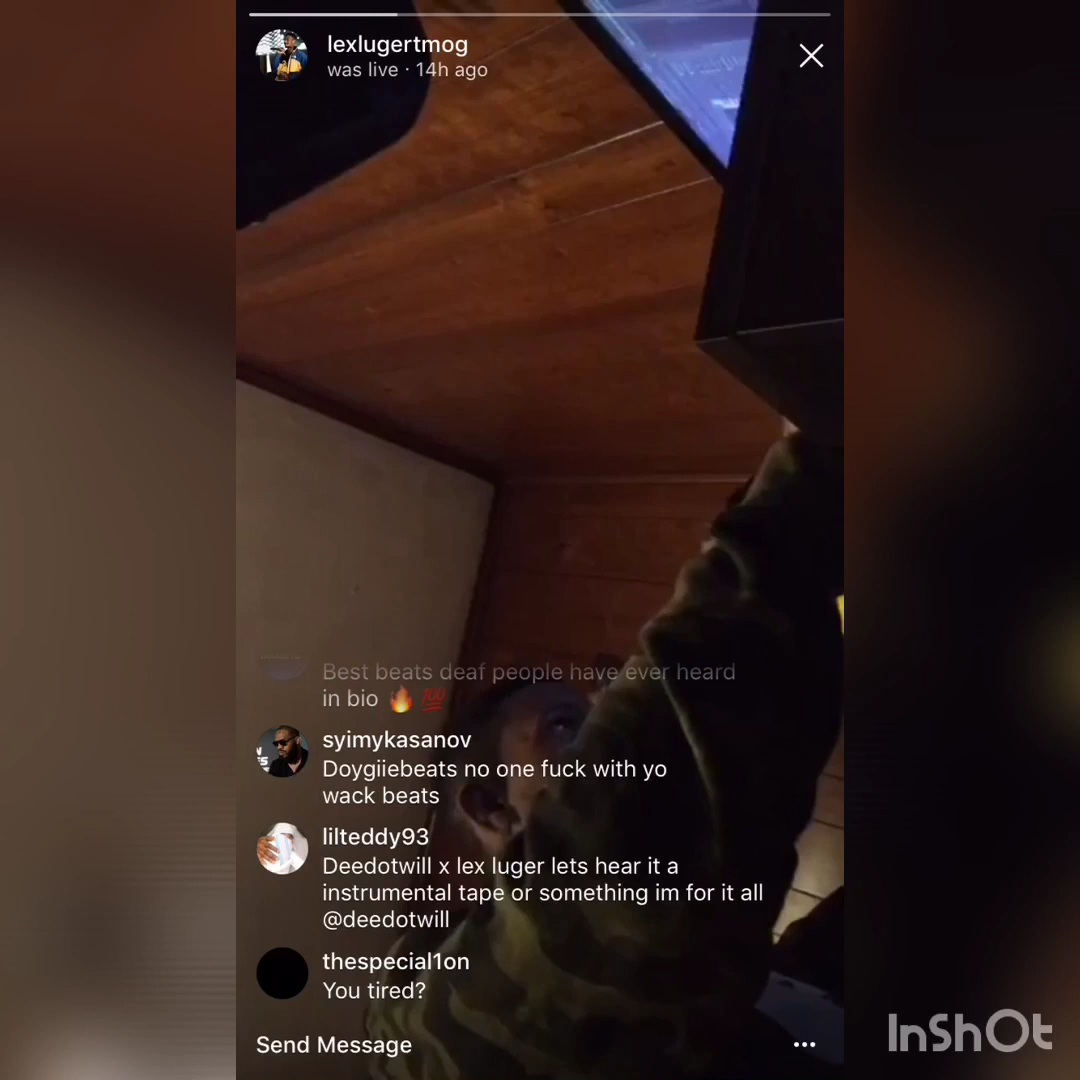 lexlugertmog
was live · 14h ago
Best beats deaf people have ever heard
in bio 🔥 💯
syimykasanov
Doygiiebeats no one fuck with yo
wack beats
lilteddy93
Deedotwill x lex luger lets hear it a
instrumental tape or something im for it all
@deedotwill
thespecial1on
You tired?
Send Message
InShOt